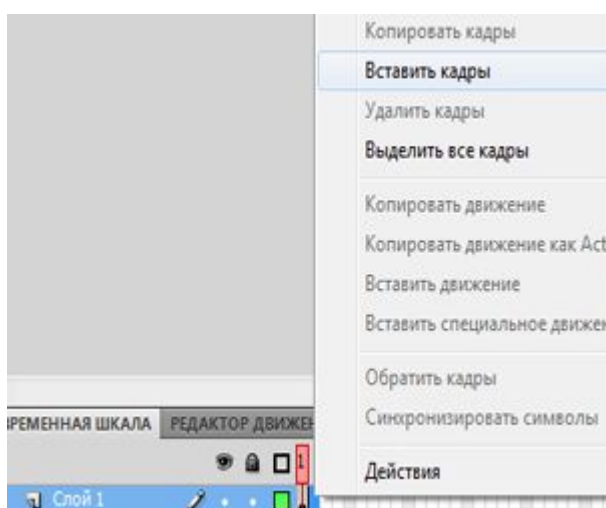 Копировать кадры
Вставить кадры
Удалить кадры
Выделить все кадры
Копировать движение
Копировать движение как Act
Вставить движение
Вставить специальное движен
Обратить кадры
Синхронизировать символы
Действия
РЕМЕННАЯ ШКАЛА РЕДАКТОР ДВИЖЕН
1
Слой 1